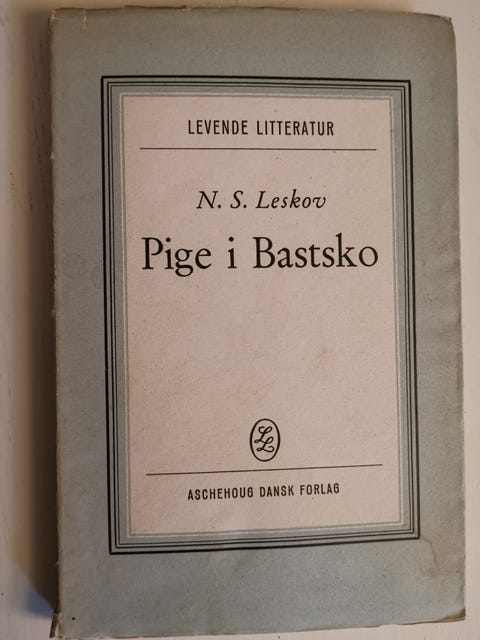 LEVENDE LITTERATUR
N. S. Leskov
Pige i Bastsko
LL
ASCHEHOUG DANSK FORLAG